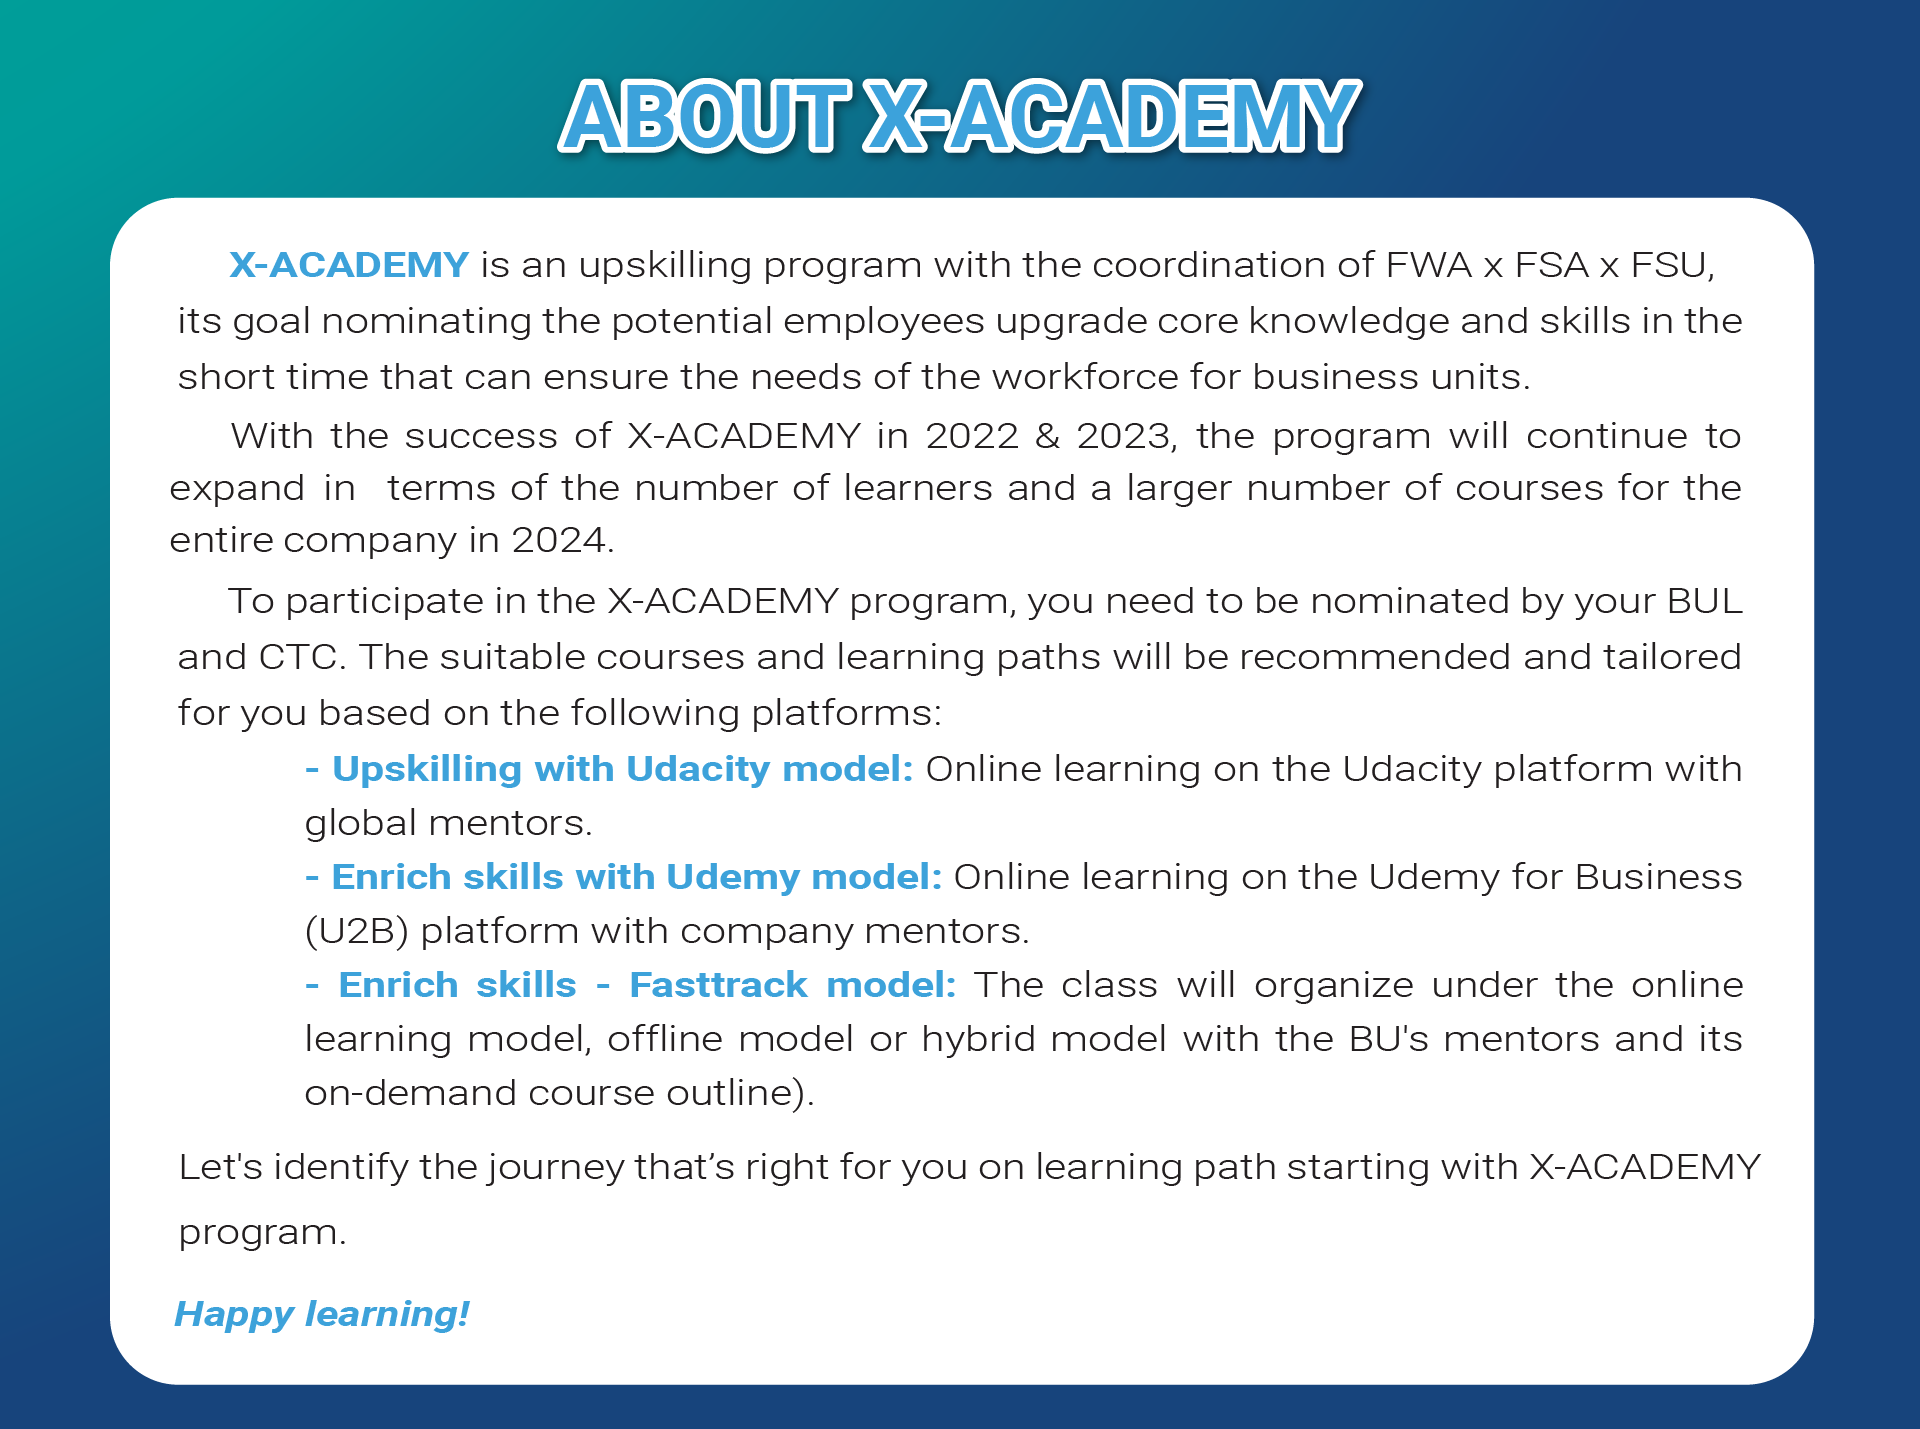 ABOUT X-ACADEMY
X-ACADEMY is an upskilling program with the coordination of FWA x FSA x FSU,
its goal nominating the potential employees upgrade core knowledge and skills in the
short time that can ensure the needs of the workforce for business units.
With the success of X-ACADEMY in 2022 & 2023, the program will continue to
expand in terms of the number of learners and a larger number of courses for the
entire company in 2024.
To participate in the X-ACADEMY program, you need to be nominated by your BUL
and CTC. The suitable courses and learning paths will be recommended and tailored
for you based on the following platforms:
- Upskilling with Udacity model: Online learning on the Udacity platform with
global mentors.
- Enrich skills with Udemy model: Online learning on the Udemy for Business
(U2B) platform with company mentors.
- Enrich skills - Fasttrack model: The class will organize under the online
learning model, offline model or hybrid model with the BU's mentors and its
on-demand course outline).
Let's identify the journey that’s right for you on learning path starting with X-ACADEMY
program.
Happy learning!